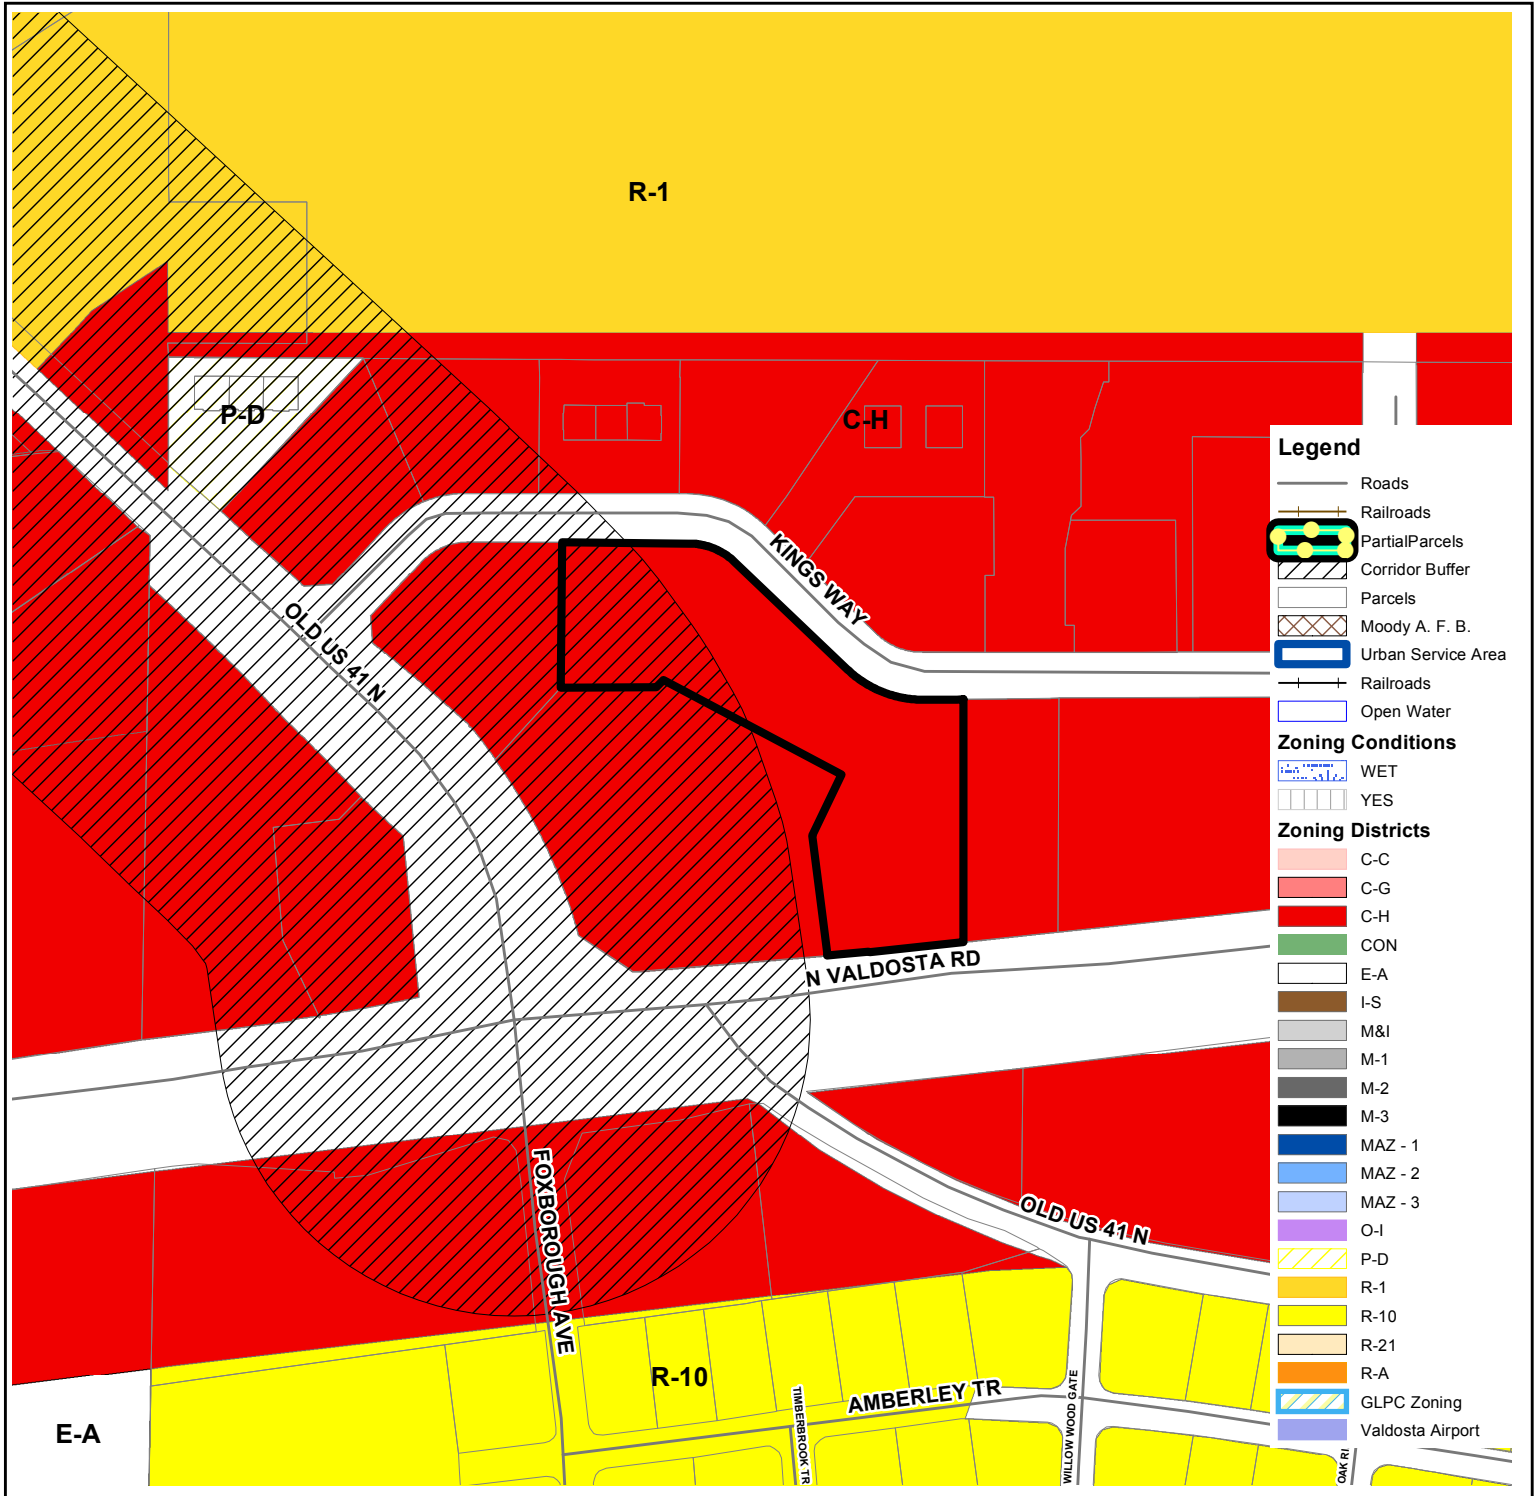 R-1
P-D
C-H
KINGS WAY
OLD US 41 N
N VALDOSTA RD
OLD US 41 N
FOXBOROUGH AVE
R-10
AMBERLEY TR
TIMBERBROOK TR
WILLOW WOOD GATE
OAK RI
E-A
Legend
Roads
Railroads
PartialParcels
Corridor Buffer
Parcels
Moody A. F. B.
Urban Service Area
Railroads
Open Water
Zoning Conditions
WET
YES
Zoning Districts
C-C
C-G
C-H
CON
E-A
I-S
M&I
M-1
M-2
M-3
MAZ - 1
MAZ - 2
MAZ - 3
O-I
P-D
R-1
R-10
R-21
R-A
GLPC Zoning
Valdosta Airport